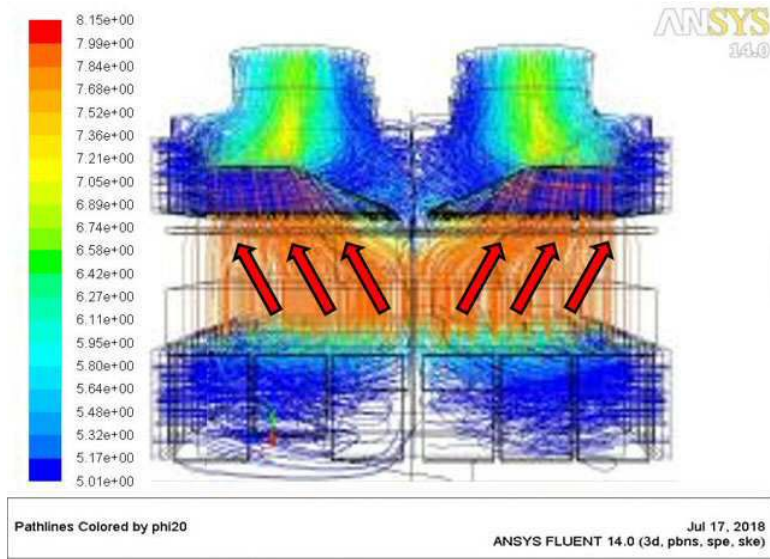 8.15e+00
7.99e+00
7.84e+00
7.68e+00
7.52e+00
7.36e+00
7.21e+00
7.05e+00
6.89e+00
6.74e+00
6.58e+00
6.42e+00
6.27e+00
6.11e+00
5.95e+00
5.80e+00
5.64e+00
5.48e+00
5.32e+00
5.17e+00
5.01e+00
ANSYS
14.0
Pathlines Colored by phi20
Jul 17, 2018
ANSYS FLUENT 14.0 (3d, pbns, spe, ske)